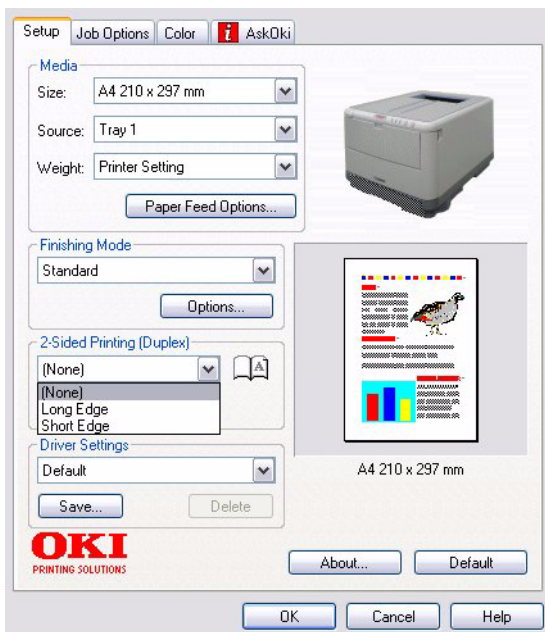 Setup
Job Options
Color
AskOki
Media
Size: A4 210 x 297 mm
Source: Tray 1
Weight: Printer Setting
Paper Feed Options...
Finishing Mode
Standard
Options...
2-Sided Printing (Duplex)
(None)
A
(None)
Long Edge
Short Edge
Driver Settings
Default
A4 210 x 297 mm
Save...
Delete
OKI
PRINTING SOLUTIONS
About...
Default
OK
Cancel
Help